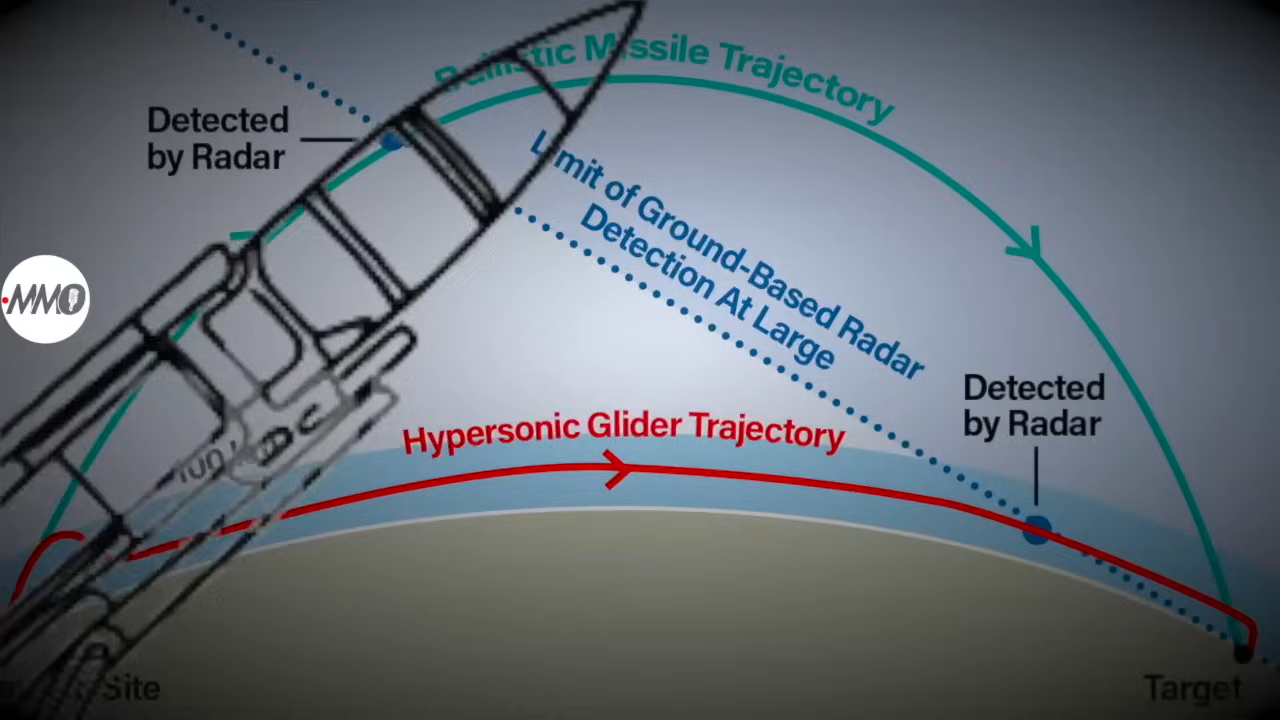 Ballistic Missile Trajectory
Detected
by Radar
Limit of Ground-Based Radar
Detection At Large
MMO
Detected
by Radar
Hypersonic Glider Trajectory
Site
Target